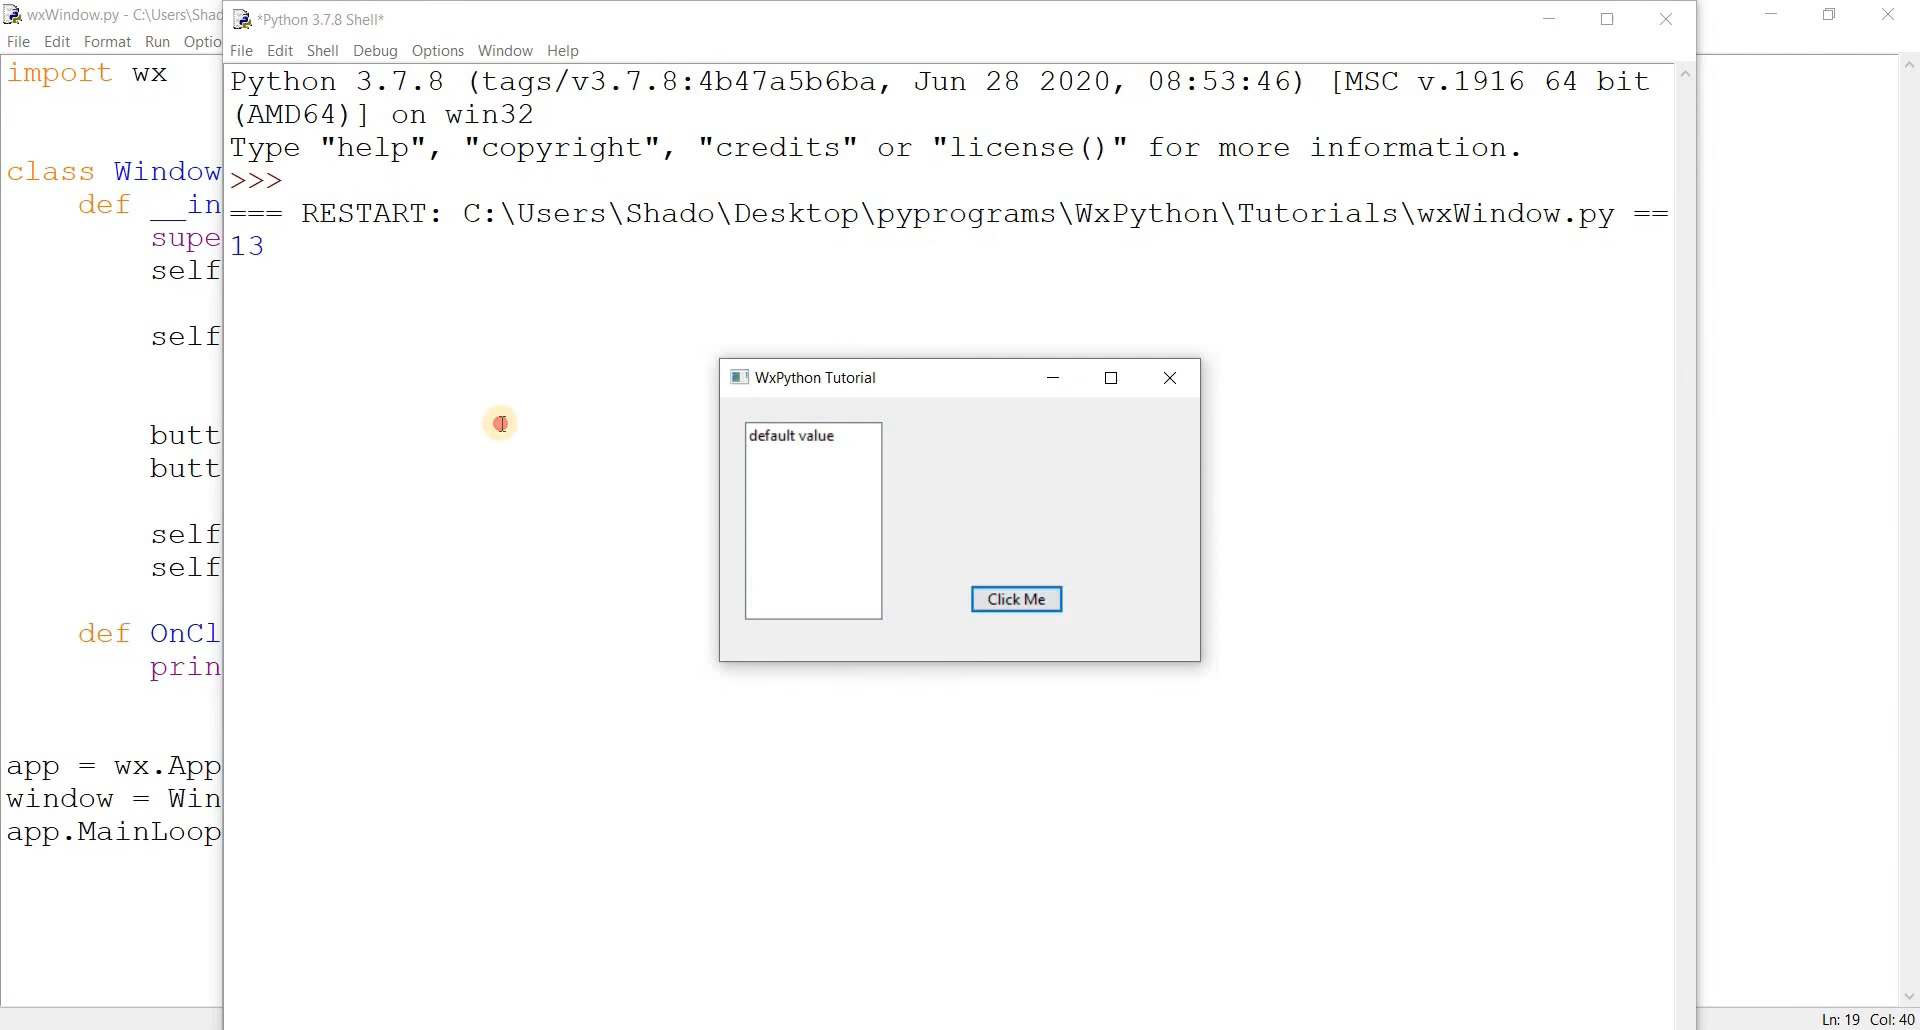 wxWindow.py - C:\Users\Shad
File Edit Format Run Optio
import wx
class Window
def __in
supe
self
self
butt
butt
self
self
def OnCl
prin
app = wx.App
window = Win
app.MainLoop
*Python 3.7.8 Shell*
File Edit Shell Debug Options Window Help
Python 3.7.8 (tags/v3.7.8:4b47a5b6ba, Jun 28 2020, 08:53:46) [MSC v.1916 64 bit
(AMD64)] on win32
Type "help", "copyright", "credits" or "license()" for more information.
>>>
=== RESTART: C:\Users\Shado\Desktop\pyprograms\WxPython\Tutorials\wxWindow.py ==
13
WxPython Tutorial
default value
Click Me
Ln: 19 Col: 40